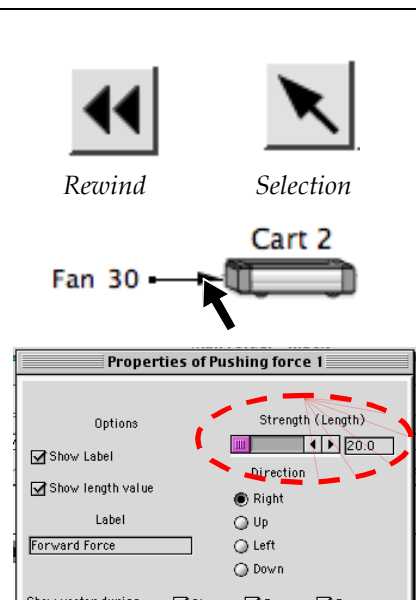 Rewind Selection
Cart 2
Fan 30
Properties of Pushing force 1
Options
Strength (Length)
Show Label
20.0
Direction
Show length value
Right
Label
Up
Forward Force
Left
Down